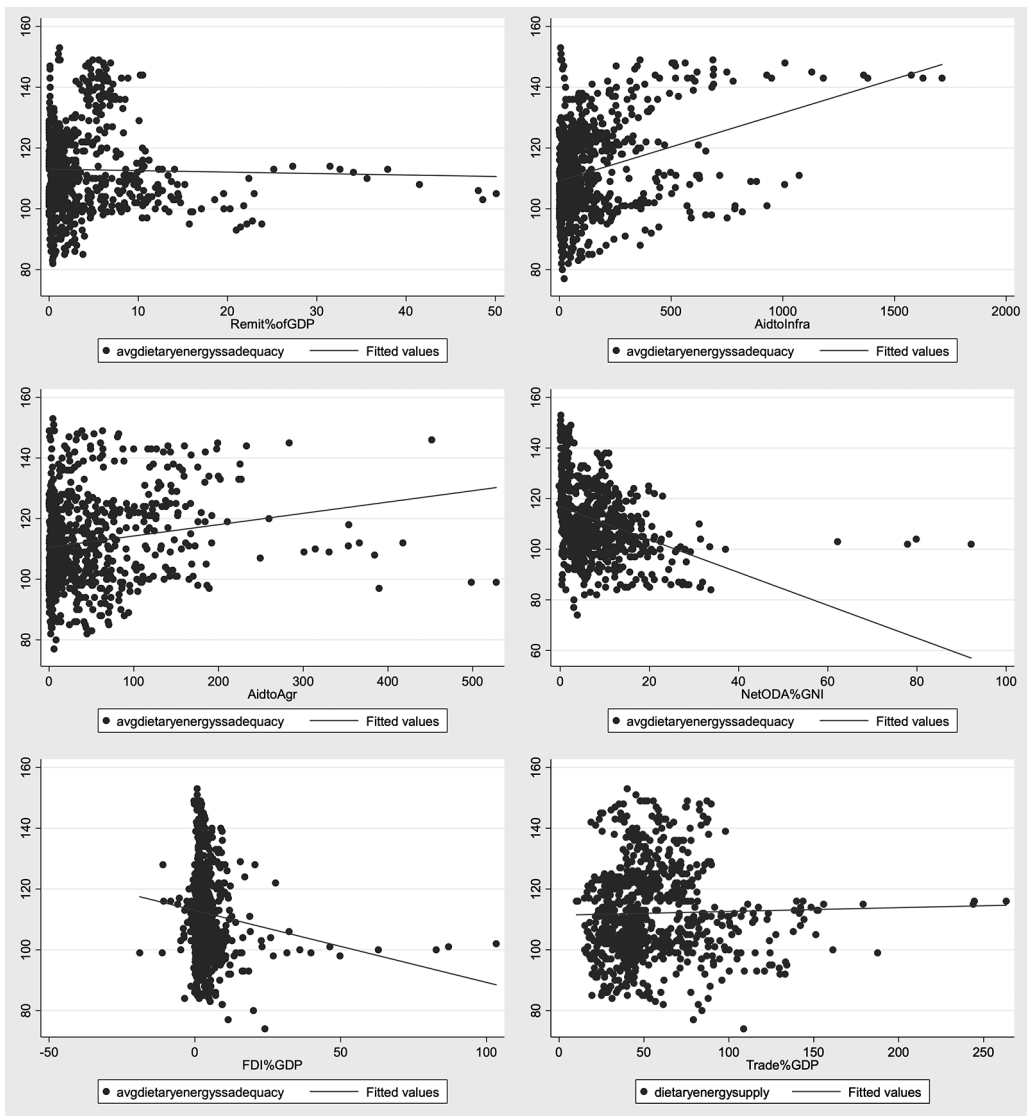 160
140
120
100
80
0 10 20 30 40 50
Remit%ofGDP
avgdietaryenergyssadequacy Fitted values
160
140
120
100
80
0 500 1000 1500 2000
AidtoInfra
avgdietaryenergyssadequacy Fitted values
160
140
120
100
80
0 100 200 300 400 500
AidtoAgr
avgdietaryenergyssadequacy Fitted values
160
140
120
100
80
60
0 20 40 60 80 100
NetODA%GNI
avgdietaryenergyssadequacy Fitted values
160
140
120
100
80
-50 0 50 100
FDI%GDP
avgdietaryenergyssadequacy Fitted values
160
140
120
100
80
0 50 100 150 200 250
Trade%GDP
dietaryenergysupply Fitted values